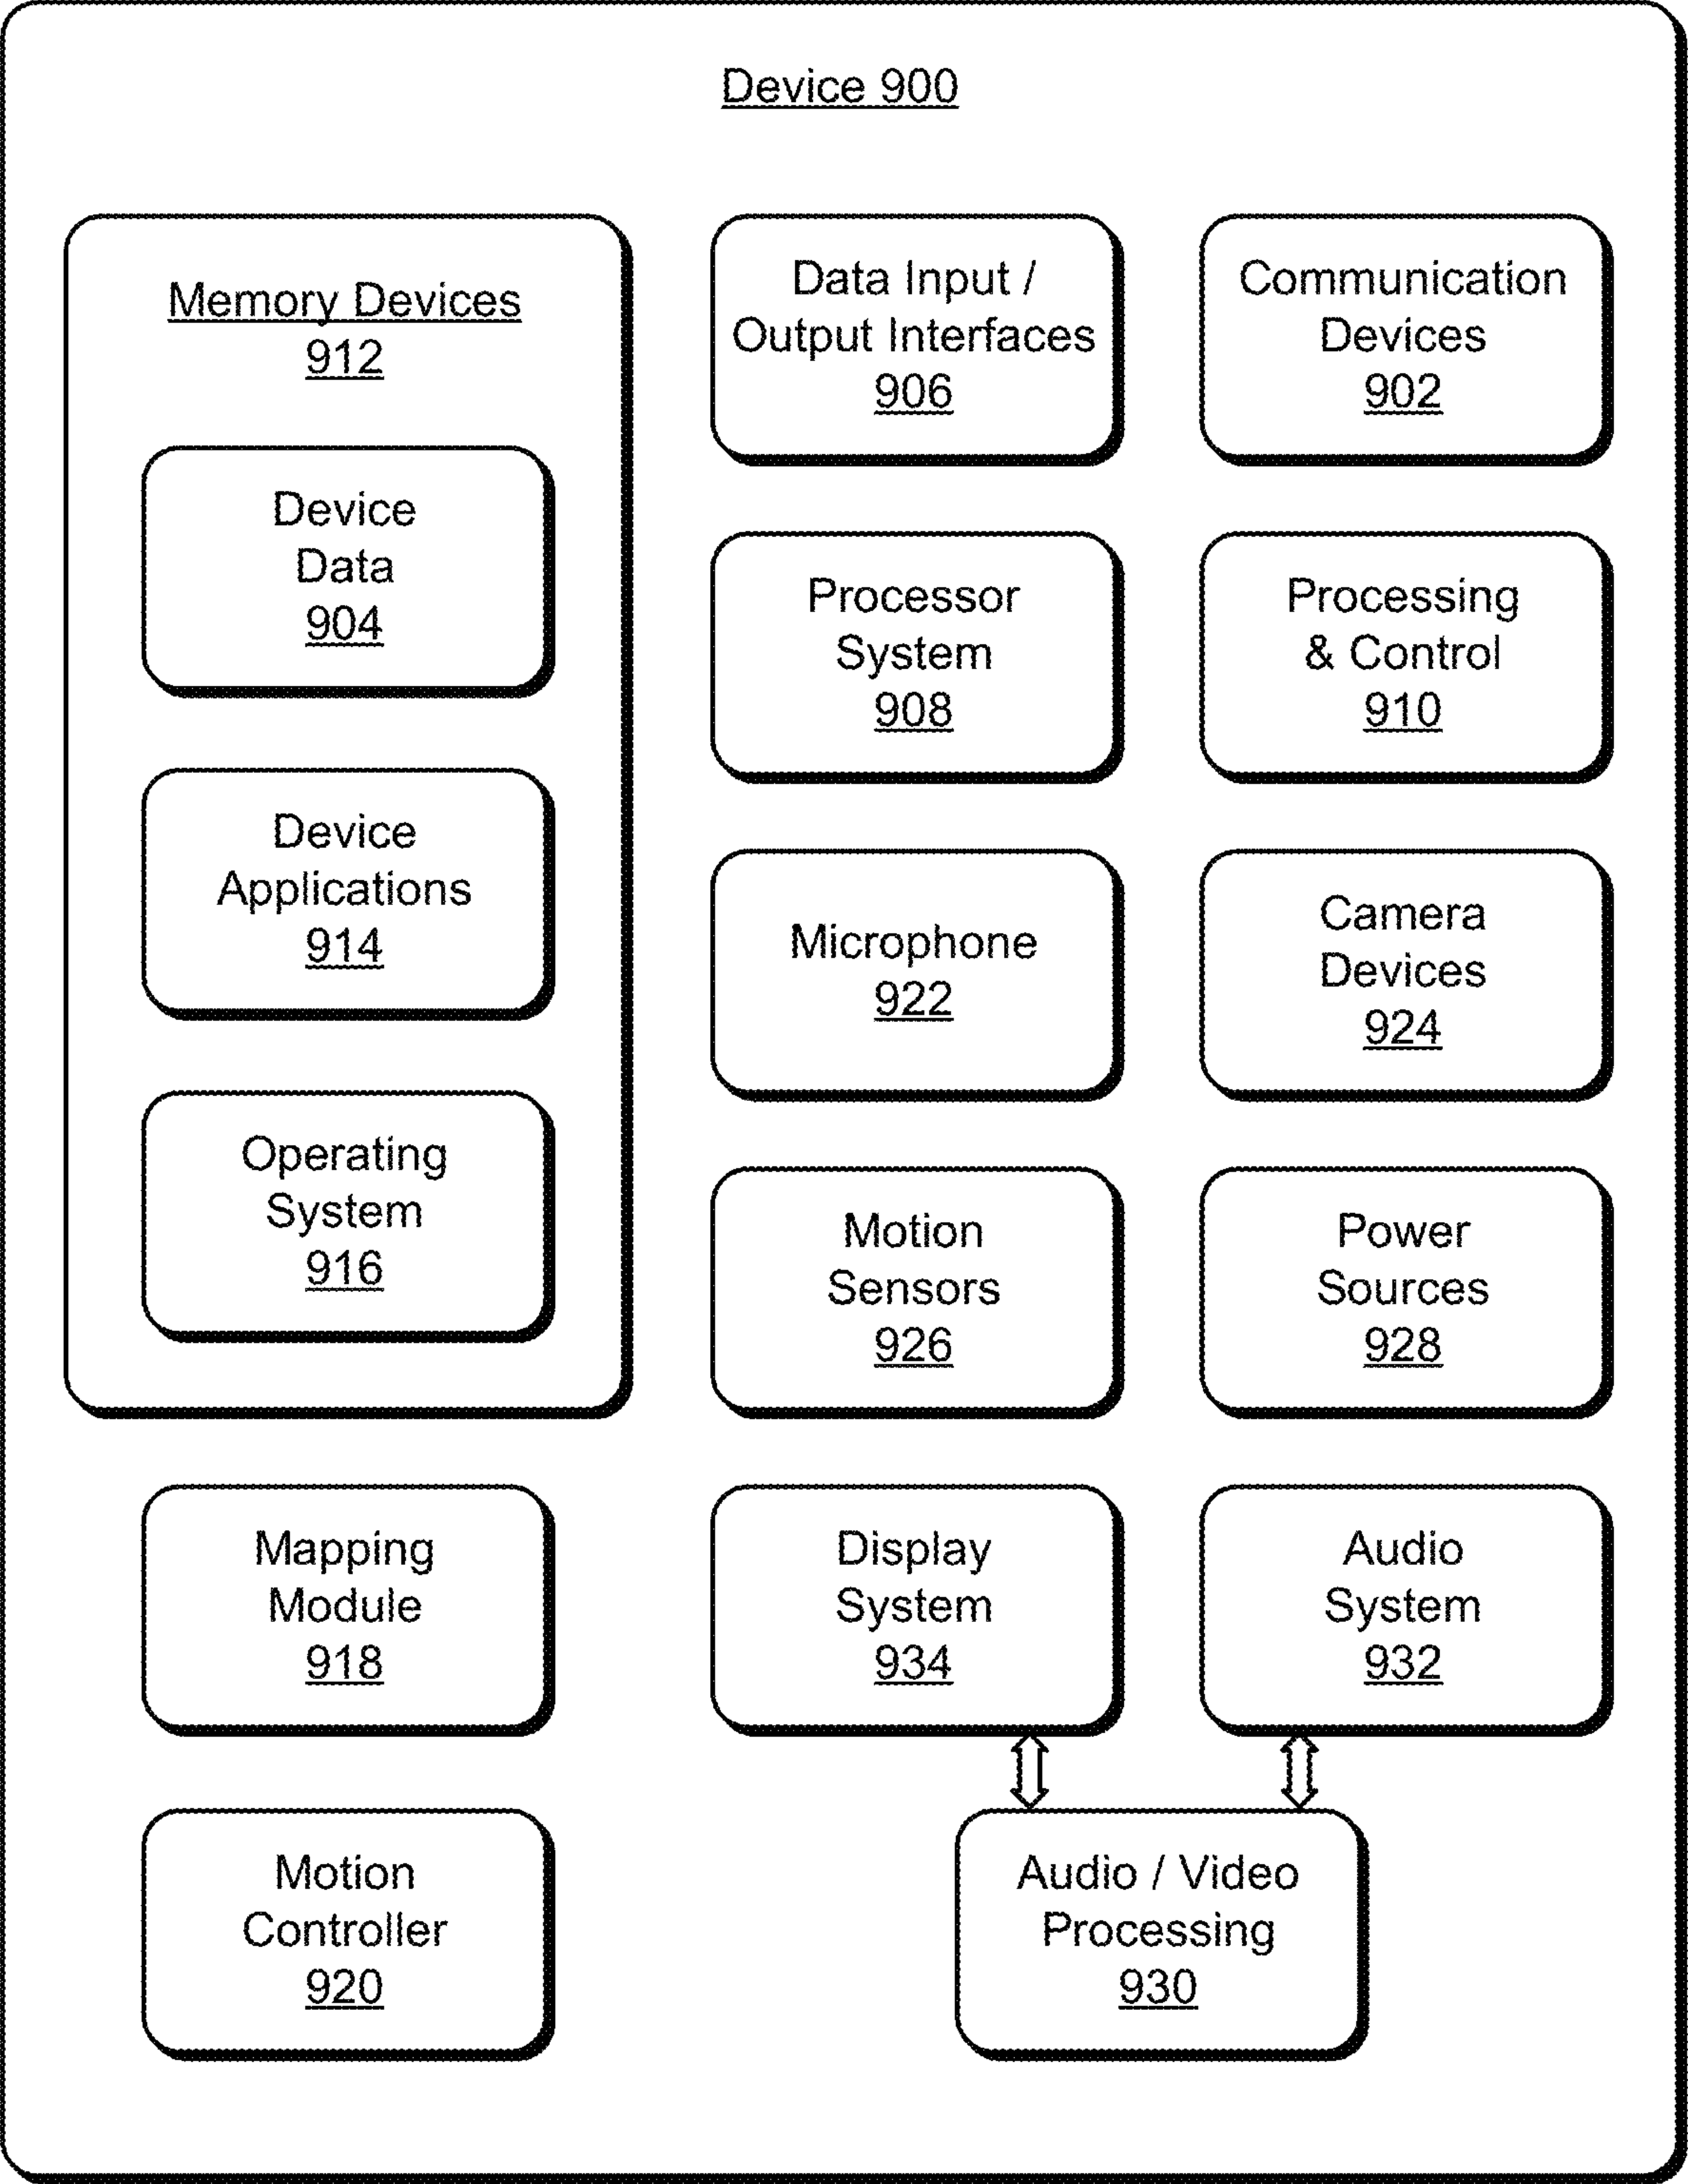 Device 900
Memory Devices
912
Device
Data
904
Device
Applications
914
Operating
System
916
Mapping
Module
918
Motion
Controller
920
Data Input /
Output Interfaces
906
Communication
Devices
902
Processor
System
908
Processing
& Control
910
Microphone
922
Camera
Devices
924
Motion
Sensors
926
Power
Sources
928
Display
System
934
Audio
System
932
Audio / Video
Processing
930